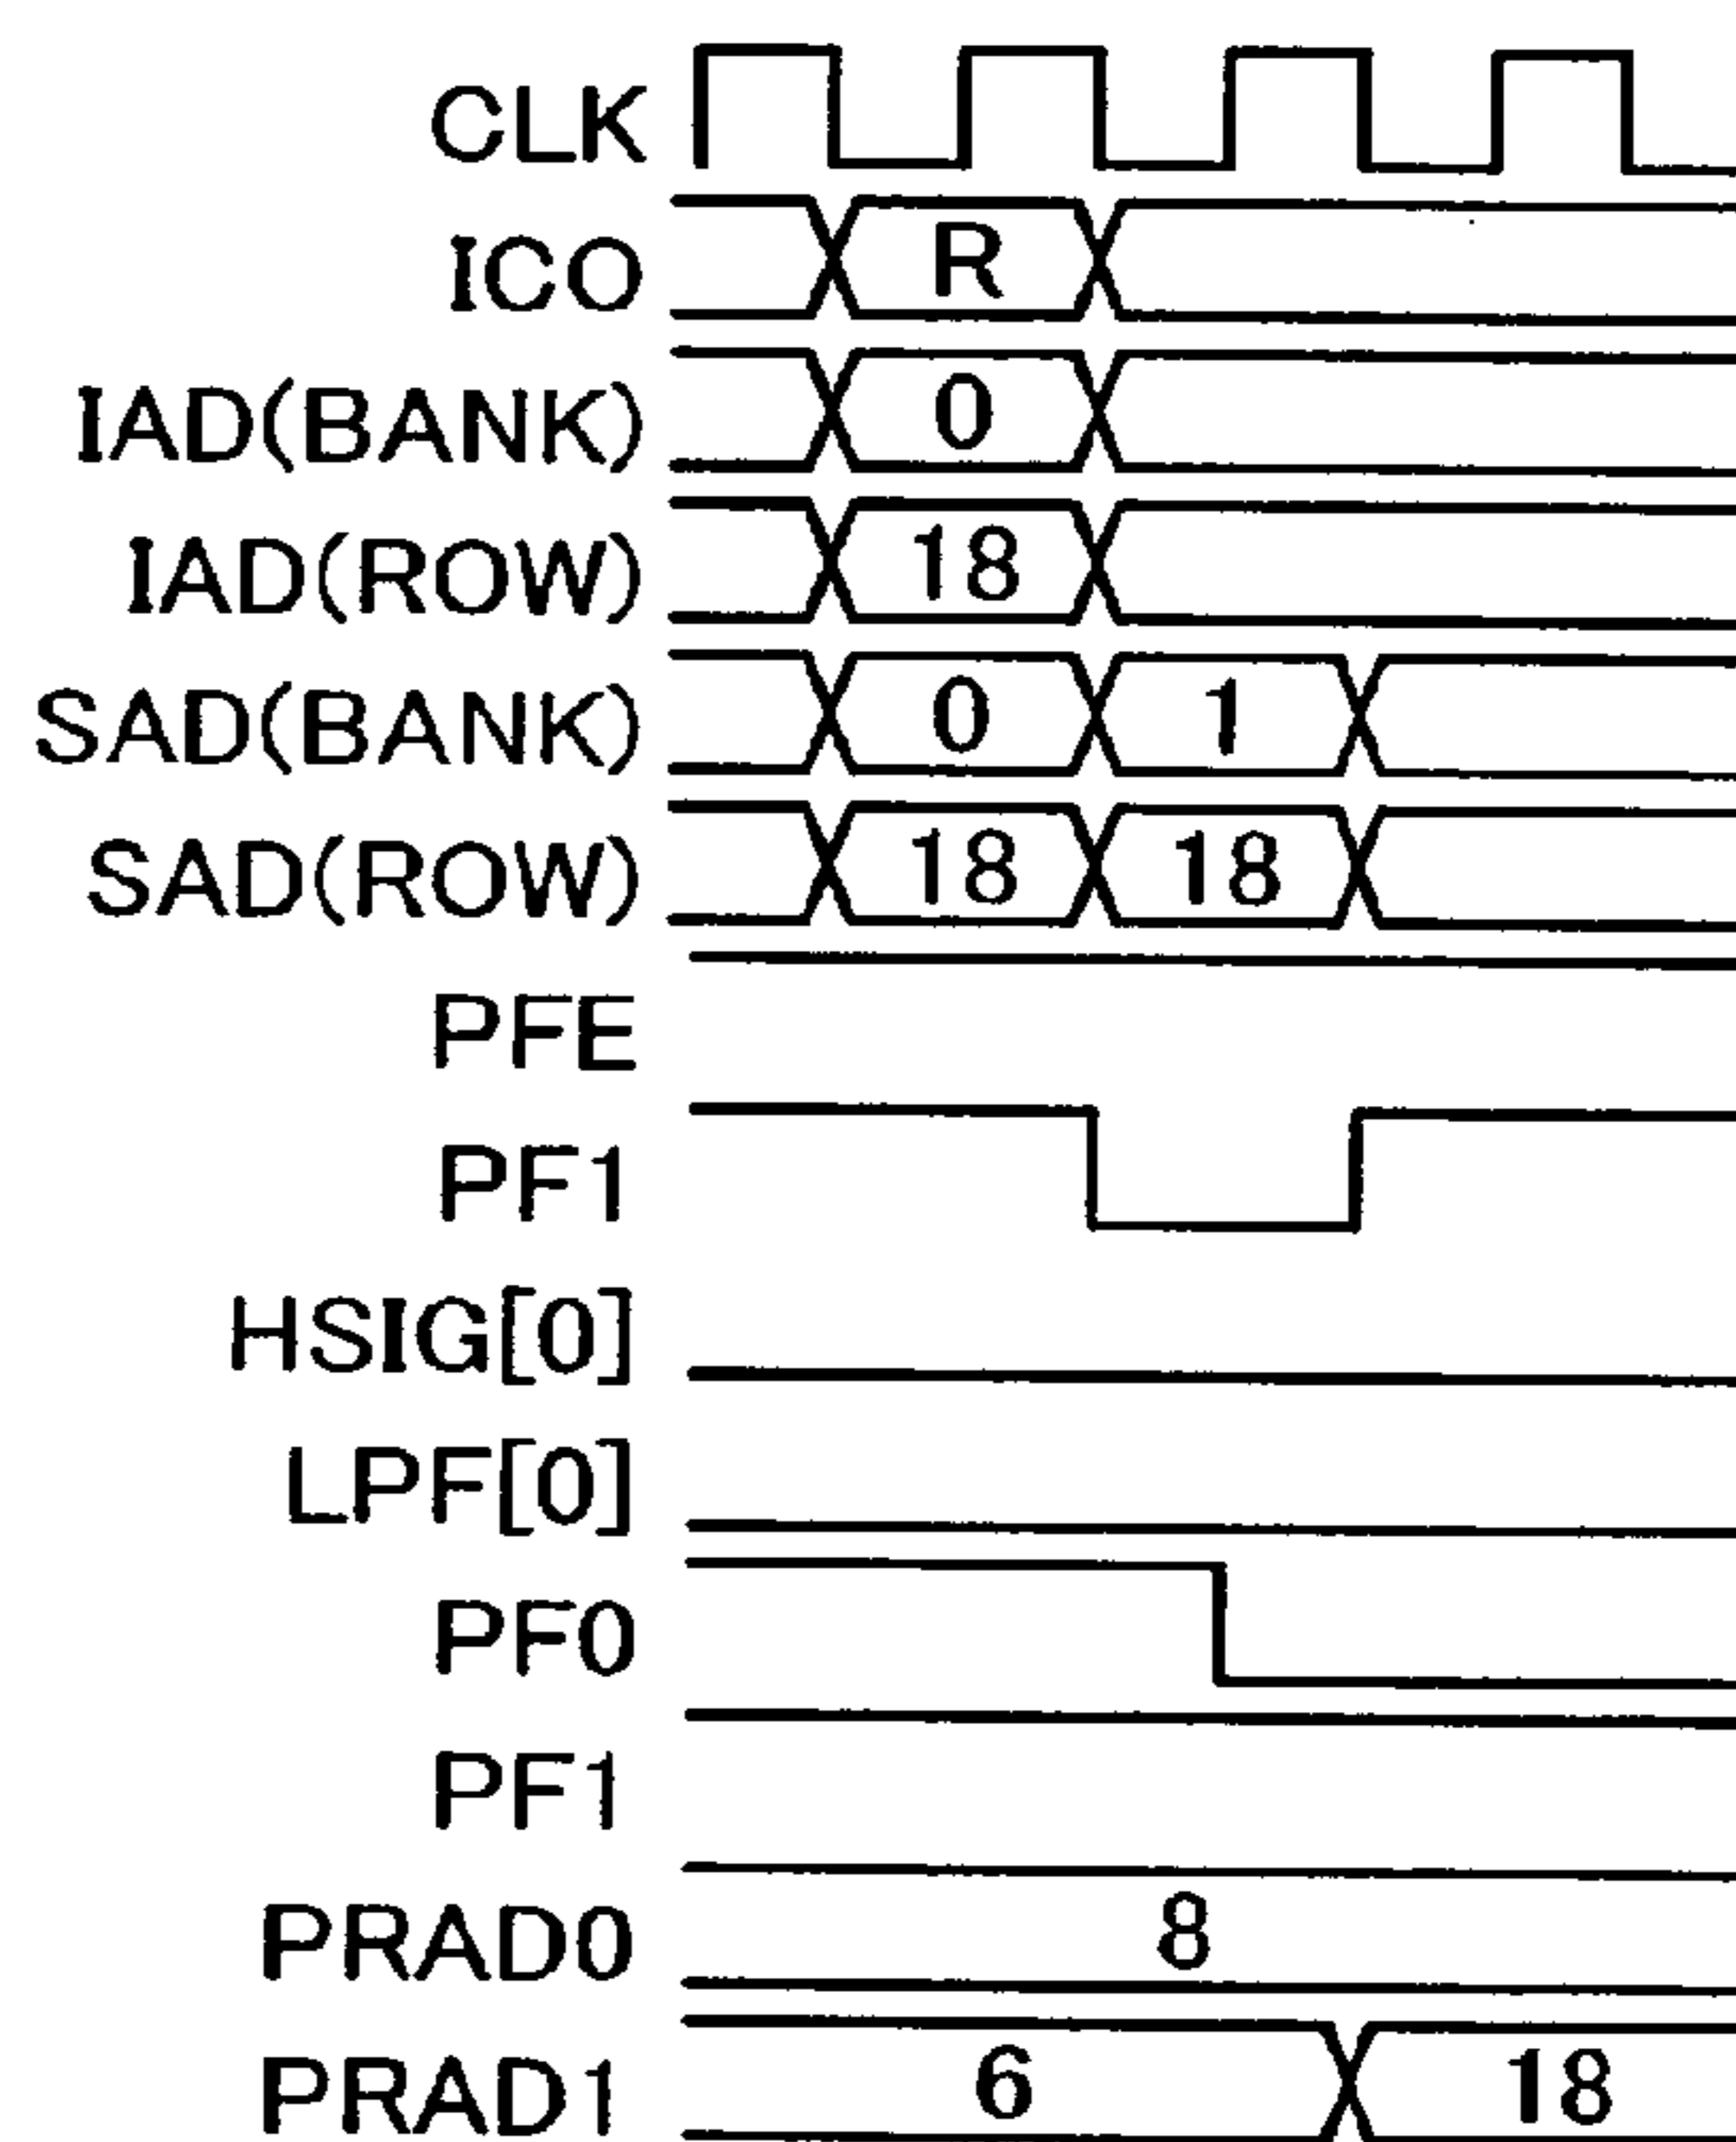 CLK
ICO R
IAD(BANK) 0
IAD(ROW) 18
SAD(BANK) 0 1
SAD(ROW) 18 18
PFE
PF1
HSIG[0]
LPF[0]
PF0
PF1
PRAD0 8
PRAD1 6 18